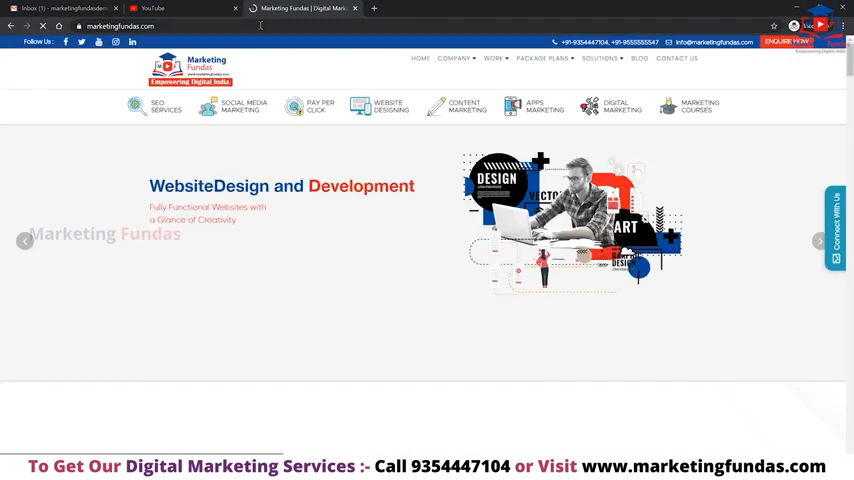 Inbox (1) - marketingfundasdem
YouTube
Marketing Fundas | Digital Mark
marketingfundas.com
Follow Us :
+91-9354447104, +91-9555555547
info@marketingfundas.com
ENQUIRE NOW
Marketing
Fundas
www.marketingfundas.com
Empowering Digital India
HOME
COMPANY
WORK
PACKAGE PLANS
SOLUTIONS
BLOG
CONTACT US
SEO
SERVICES
SOCIAL MEDIA
MARKETING
PAY PER
CLICK
WEBSITE
DESIGNING
CONTENT
MARKETING
APPS
MARKETING
DIGITAL
MARKETING
MARKETING
COURSES
WebsiteDesign and Development
Fully Functional Websites with
a Glance of Creativity
Marketing Fundas
DESIGN
VECT
ART
Connect With Us
To Get Our Digital Marketing Services :- Call 9354447104 or Visit www.marketingfundas.com